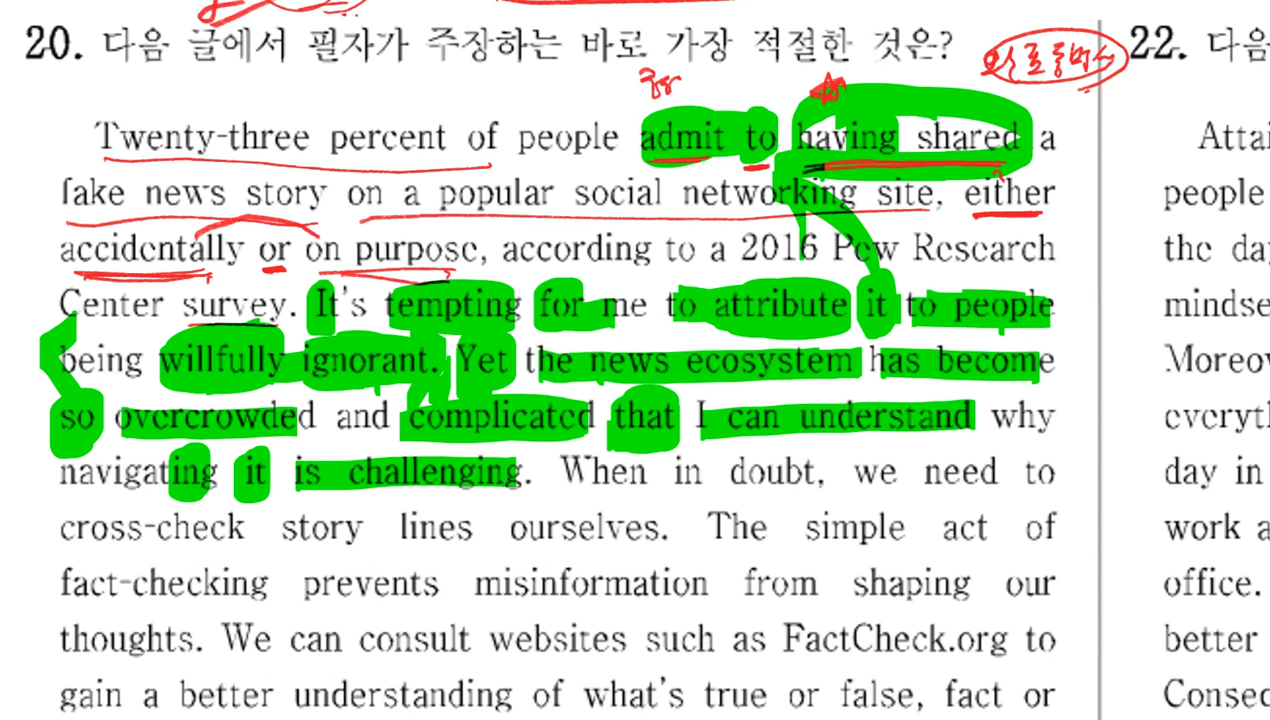 20. 다음 글에서 필자가 주장하는 바로 가장 적절한 것은?
Twenty-three percent of people admit to having shared a
fake news story on a popular social networking site, either
accidentally or on purpose, according to a 2016 Pew Research
Center survey. It's tempting for me to attribute it to people
being willfully ignorant. Yet the news ecosystem has become
so overcrowded and complicated that I can understand why
navigating it is challenging. When in doubt, we need to
cross-check story lines ourselves. The simple act of
fact-checking prevents misinformation from shaping our
thoughts. We can consult websites such as FactCheck.org to
gain a better understanding of what's true or false, fact or
22. 다음
Attai
people
the da
mindse
Moreov
everyth
day in
work a
office.
better
Conseq